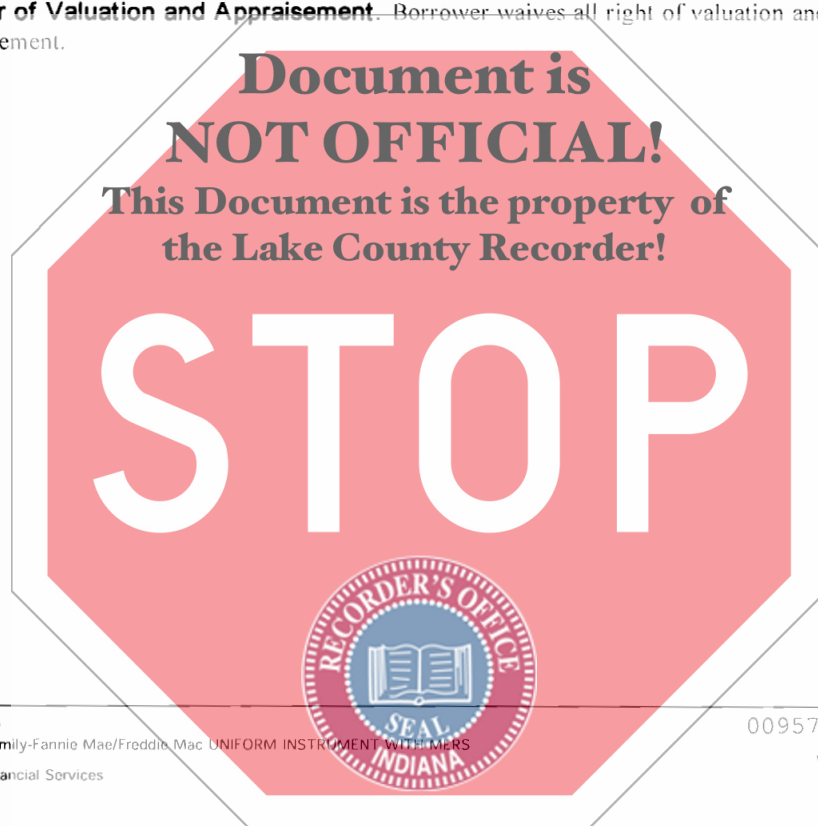 r of Valuation and Appraisement. Borrower waives all right of valuation and
ement.
Document is
NOT OFFICIAL!
This Document is the property of
the Lake County Recorder!
STOP
RECORDER'S OFFICE
SEAL
INDIANA
00957
mily-Fannie Mae/Freddie Mac UNIFORM INSTRUMENT WITH MERS
ancial Services